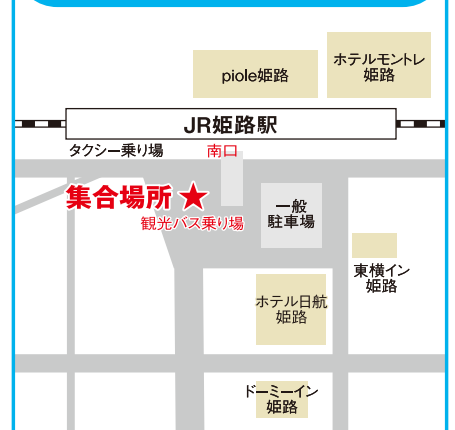 ホテルモントレ
姫路
piole姫路
JR姫路駅
タクシー乗り場
南口
集合場所★
観光バス乗り場
一般
駐車場
東横イン
姫路
ホテル日航
姫路
ドーミーイン
姫路